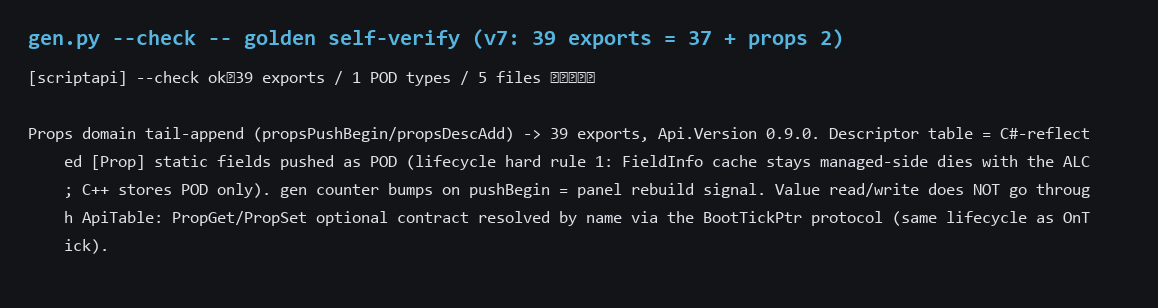 gen.py --check -- golden self-verify (v7: 39 exports = 37 + props 2)
[scriptapi] --check ok 39 exports / 1 POD types / 5 files
Props domain tail-append (propsPushBegin/propsDescAdd) -> 39 exports, Api.Version 0.9.0. Descriptor table = C#-reflect
ed [Prop] static fields pushed as POD (lifecycle hard rule 1: FieldInfo cache stays managed-side dies with the ALC
; C++ stores POD only). gen counter bumps on pushBegin = panel rebuild signal. Value read/write does NOT go throug
h ApiTable: PropGet/PropSet optional contract resolved by name via the BootTickPtr protocol (same lifecycle as OnT
ick).